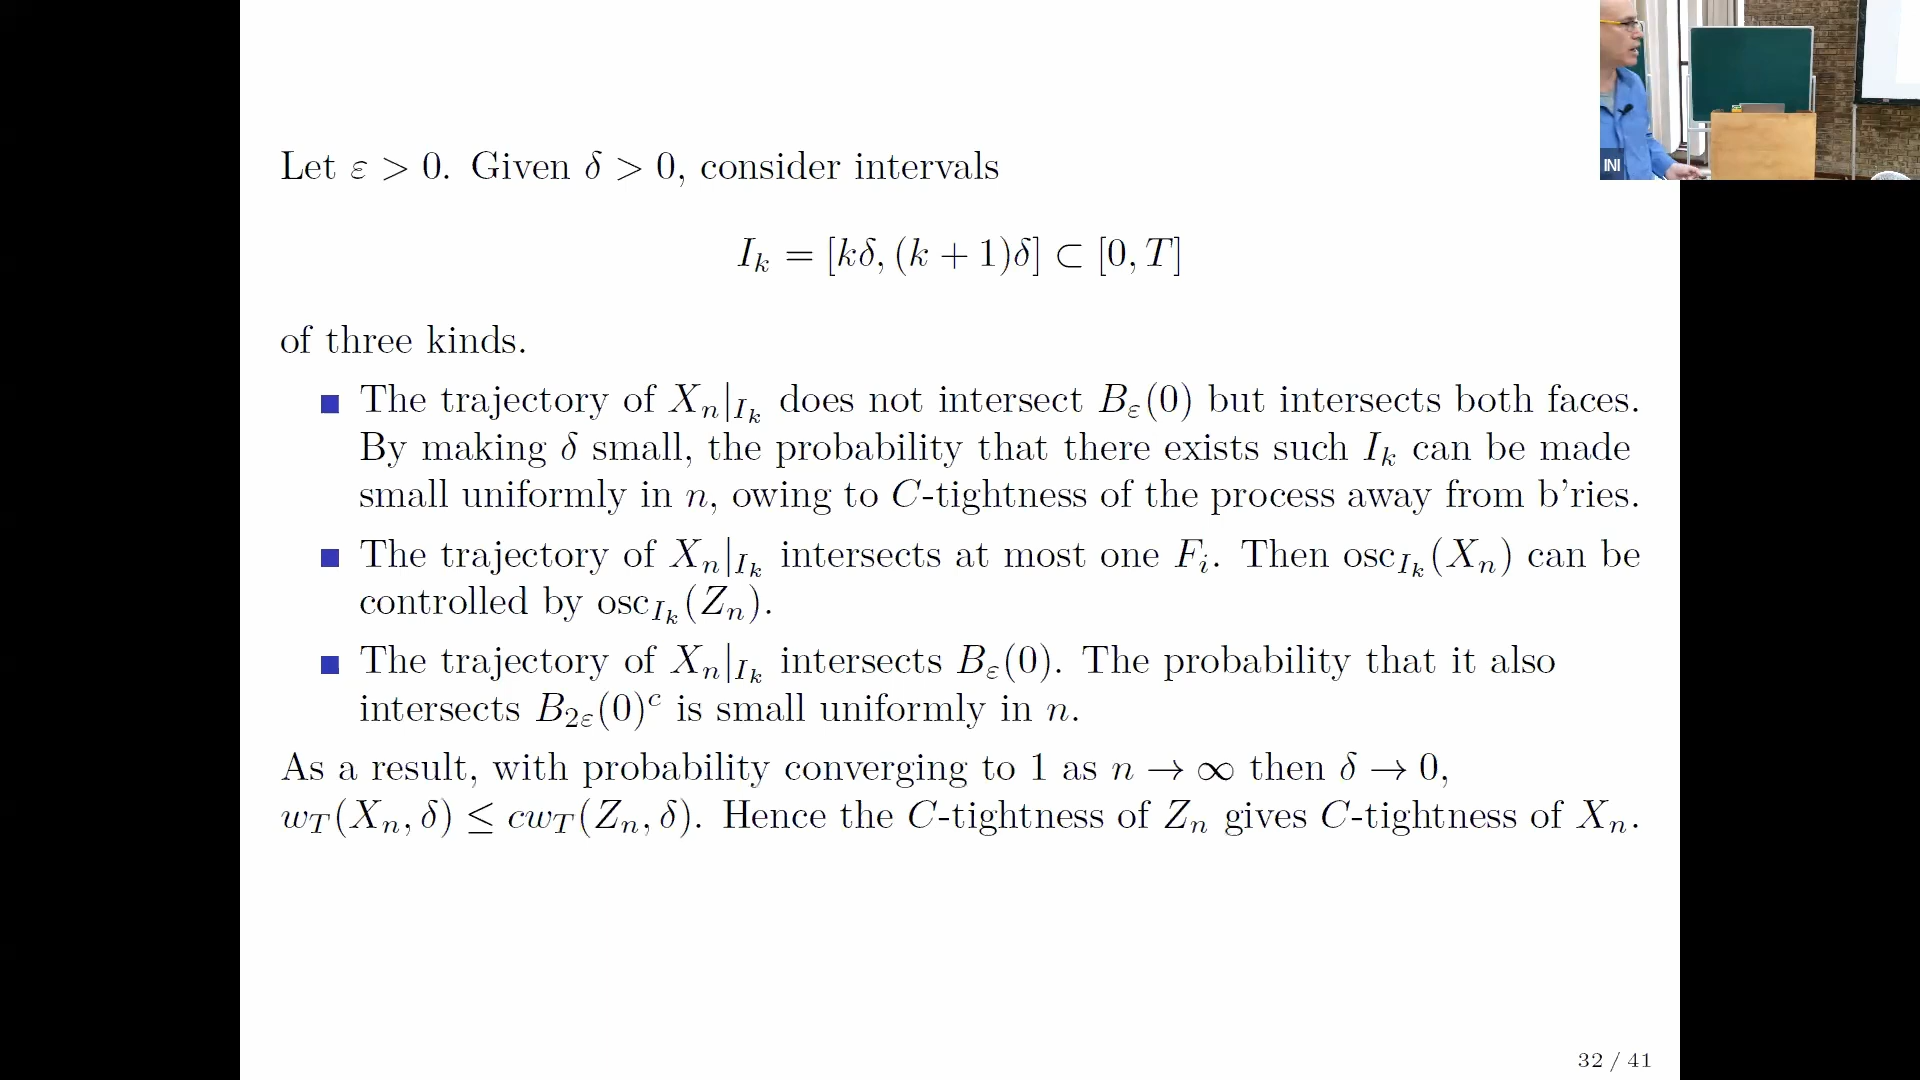 INI
Let ε > 0. Given δ > 0, consider intervals
I_k = [kδ, (k + 1)δ] ⊂ [0, T]
of three kinds.
The trajectory of X_n|_{I_k} does not intersect B_ε(0) but intersects both faces.
By making δ small, the probability that there exists such I_k can be made
small uniformly in n, owing to C-tightness of the process away from b'ries.
The trajectory of X_n|_{I_k} intersects at most one F_i. Then osc_{I_k}(X_n) can be
controlled by osc_{I_k}(Z_n).
The trajectory of X_n|_{I_k} intersects B_ε(0). The probability that it also
intersects B_{2ε}(0)^c is small uniformly in n.
As a result, with probability converging to 1 as n → ∞ then δ → 0,
w_T(X_n, δ) ≤ cw_T(Z_n, δ). Hence the C-tightness of Z_n gives C-tightness of X_n.
32 / 41